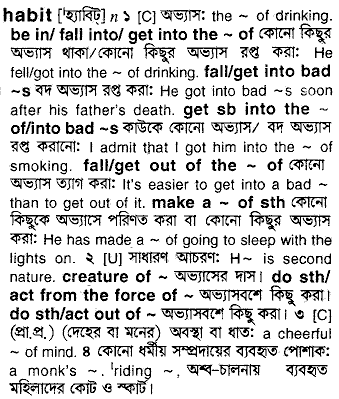 habit [ˈহ্যাবিট্] n ১ [C] অভ্যাস: the ~ of drinking.
be in/ fall into/ get into the ~ of কোনো কিছুর
অভ্যাস থাকা/কোনো কিছুর অভ্যাস রপ্ত করা: He
fell/got into the ~ of drinking. fall/get into bad
~s বদ অভ্যাস রপ্ত করা: He got into bad ~s soon
after his father's death. get sb into the ~
of/into bad ~s কাউকে কোনো অভ্যাস/ বদ অভ্যাস
রপ্ত করানো: I admit that I got him into the ~ of
smoking. fall/get out of the ~ of কোনো
অভ্যাস ত্যাগ করা: It's easier to get into a bad ~
than to get out of it. make a ~ of sth কোনো
কিছুকে অভ্যাসে পরিণত করা বা কোনো কিছুর অভ্যাস
করা: He has made a ~ of going to sleep with the
lights on. ২ [U] সাধারণ আচরণ: H~ is second
nature. creature of ~ অভ্যাসের দাস। do sth/
act from the force of ~ অভ্যাসবশে কিছু করা।
do sth/act out of ~ অভ্যাসবশে কিছু করা। ৩ [C]
(প্রা.প্র.) (দেহের বা মনের) অবস্থা বা ধাত: a cheerful
~ of mind. ৪ কোনো ধর্মীয় সম্প্রদায়ের ব্যবহৃত পোশাক:
a monk's ~. ˈriding ~, অশ্ব-চালনায় ব্যবহৃত
মহিলাদের কোট ও স্কার্ট।